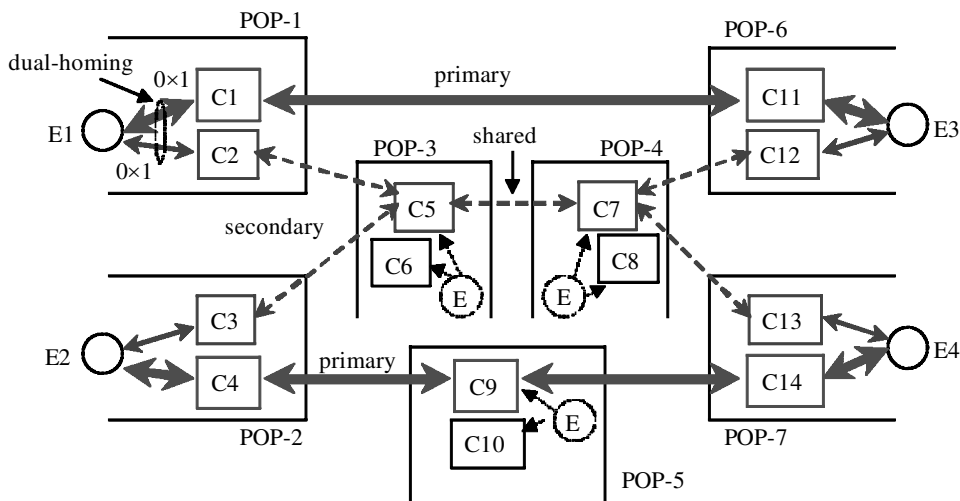 POP-1
POP-6
dual-homing
0×1
C1
primary
C11
E1
E3
0×1
C2
shared
C12
POP-3
POP-4
C5
C7
secondary
C6
C8
E
E
C3
C13
E2
E4
C4
primary
C9
C14
E
C10
POP-2
POP-7
POP-5